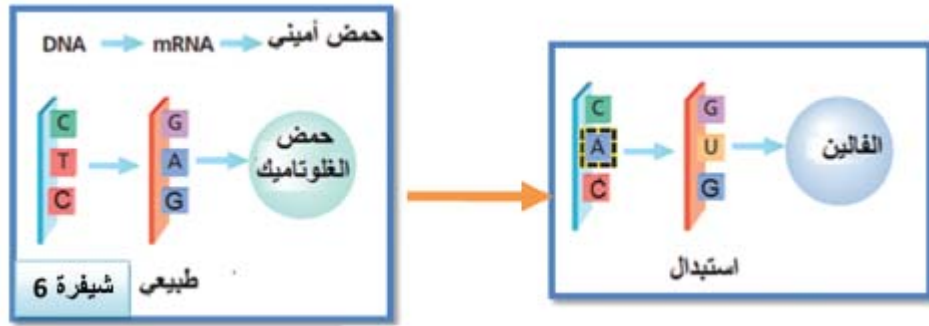 DNA → mRNA → حمض أميني
C G
T A
C G
حمض
الغلوتاميك
طبيعي
شيفرة 6
C G
A U
C G
الفالين
استبدال